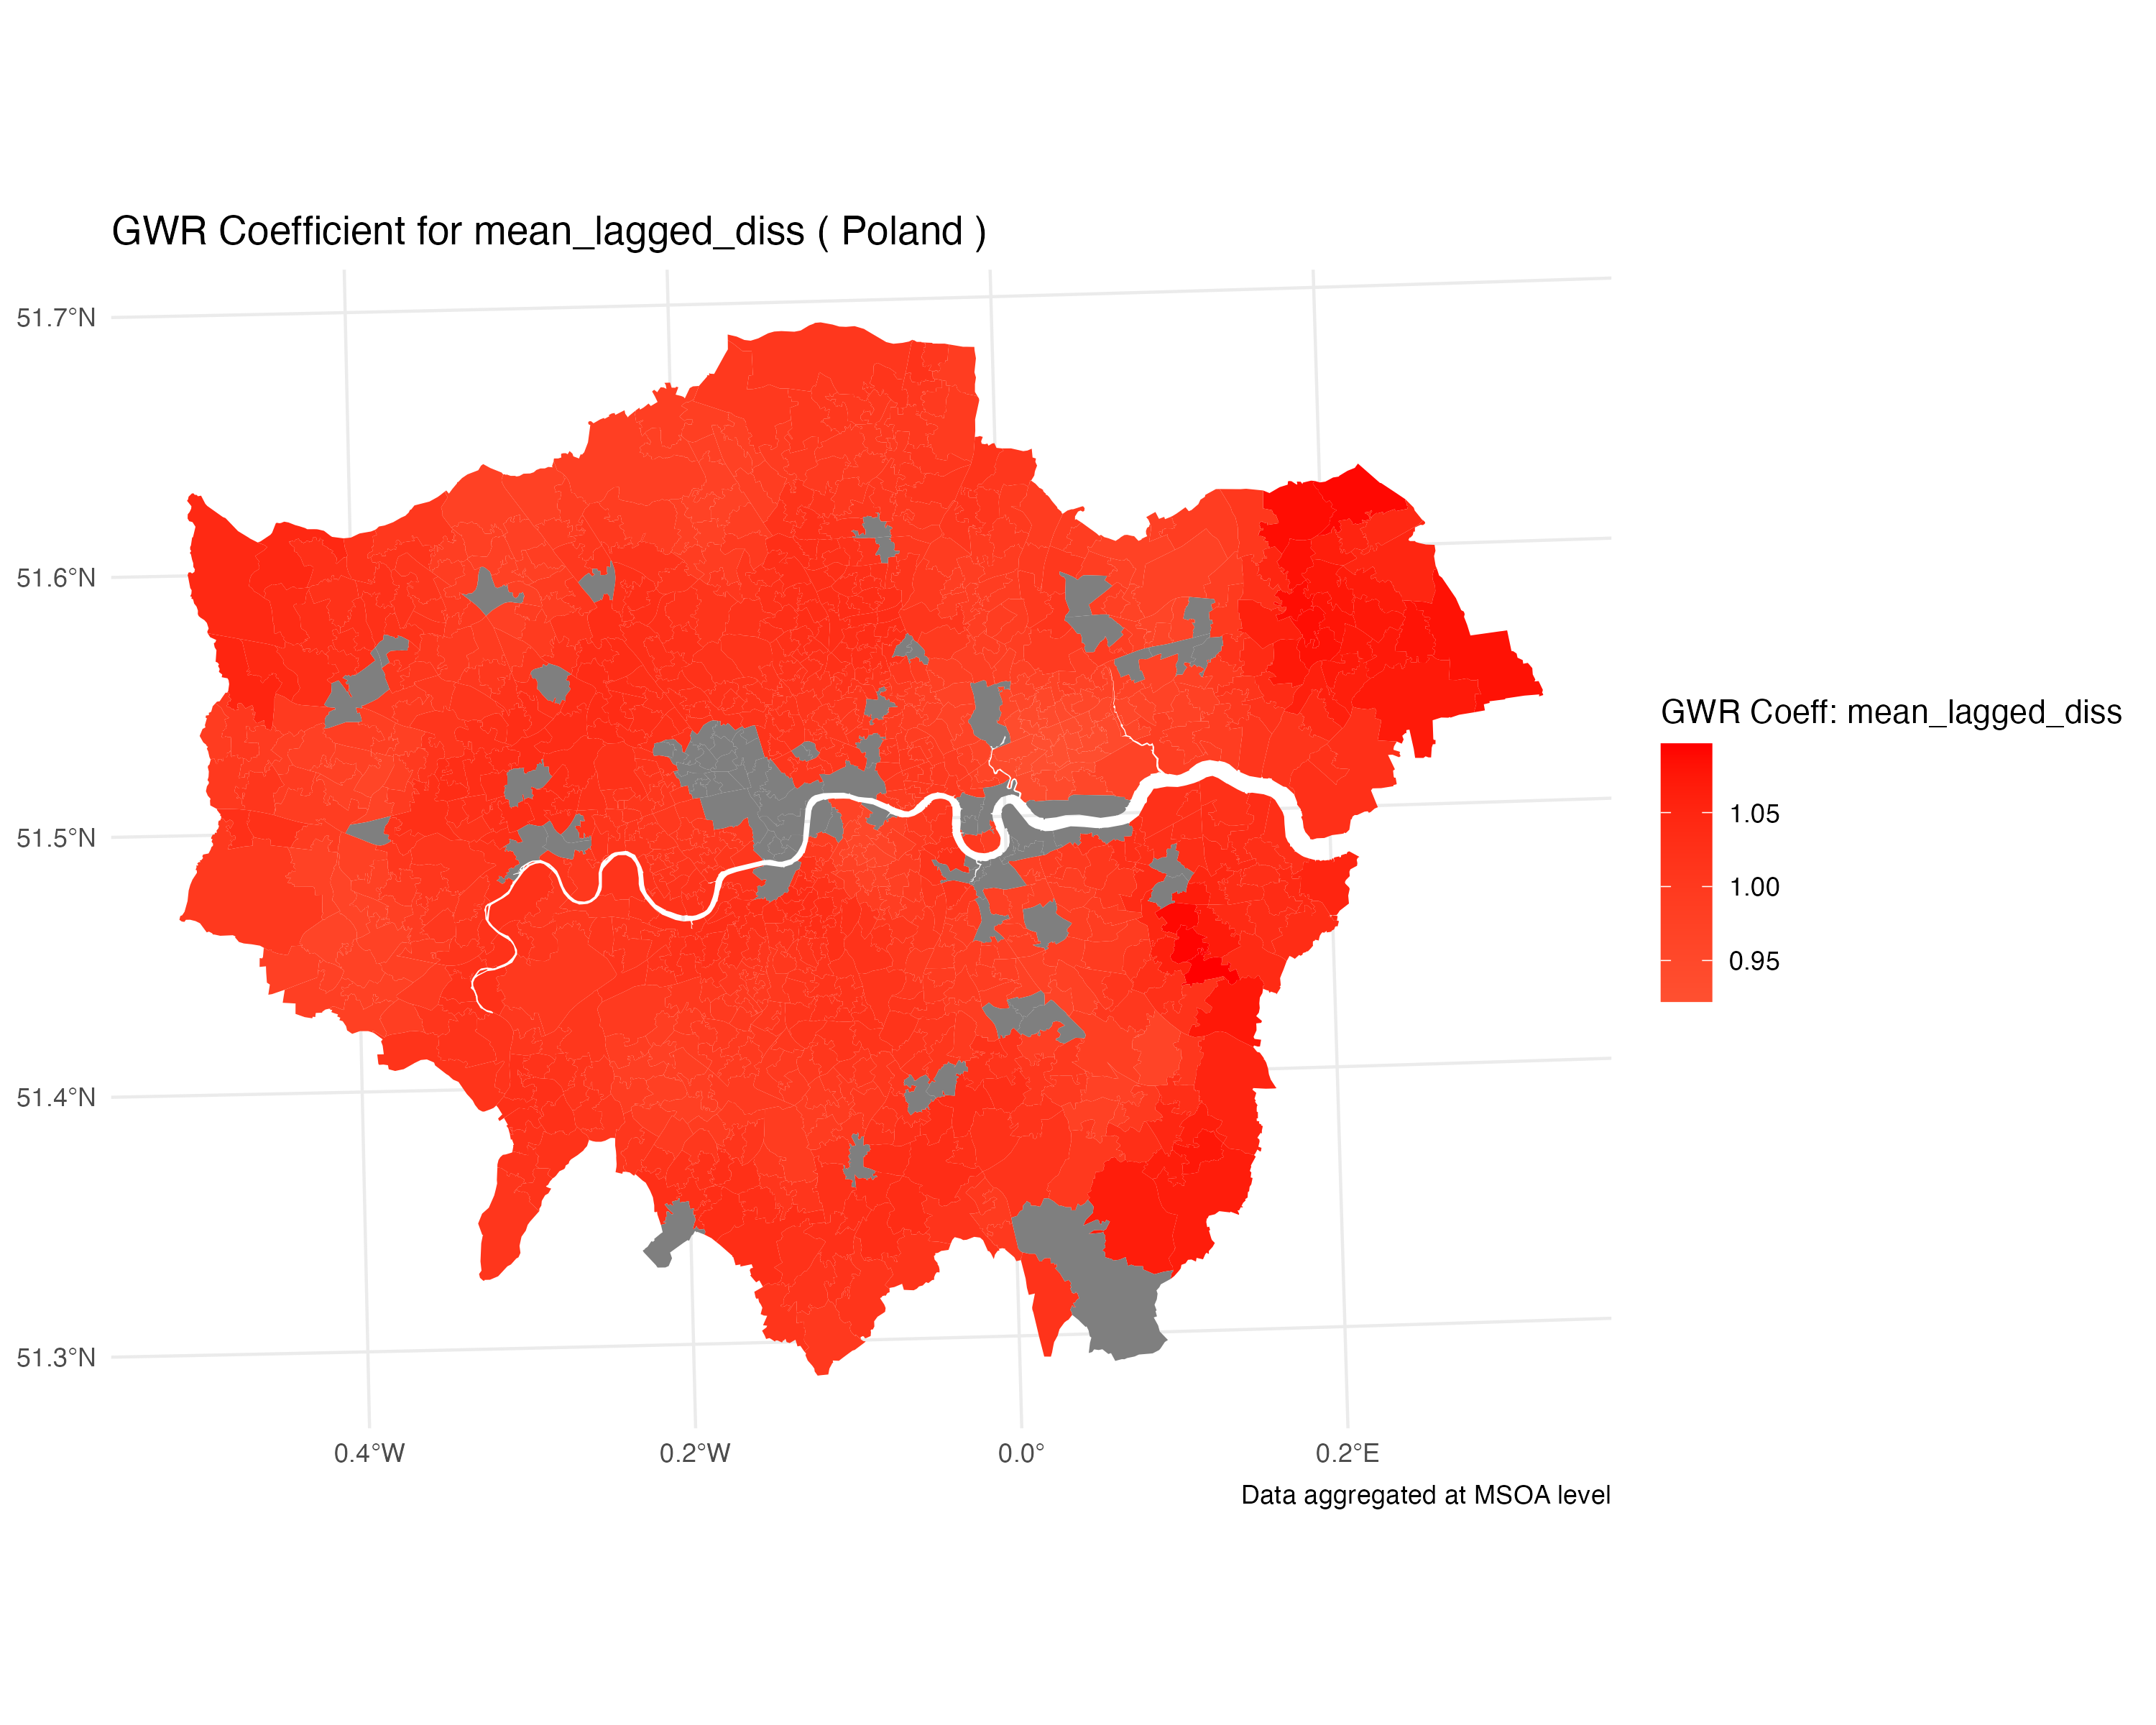 GWR Coefficient for mean_lagged_diss ( Poland )
51.7°N
51.6°N
51.5°N
51.4°N
51.3°N
0.4°W
0.2°W
0.0°
0.2°E
GWR Coeff: mean_lagged_diss
1.05
1.00
0.95
Data aggregated at MSOA level